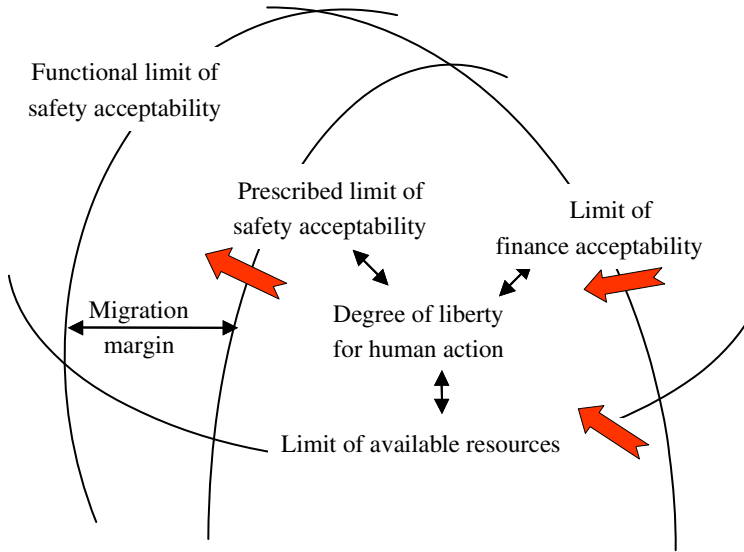 Functional limit of
safety acceptability
Prescribed limit of
safety acceptability
Limit of
finance acceptability
Migration
margin
Degree of liberty
for human action
Limit of available resources